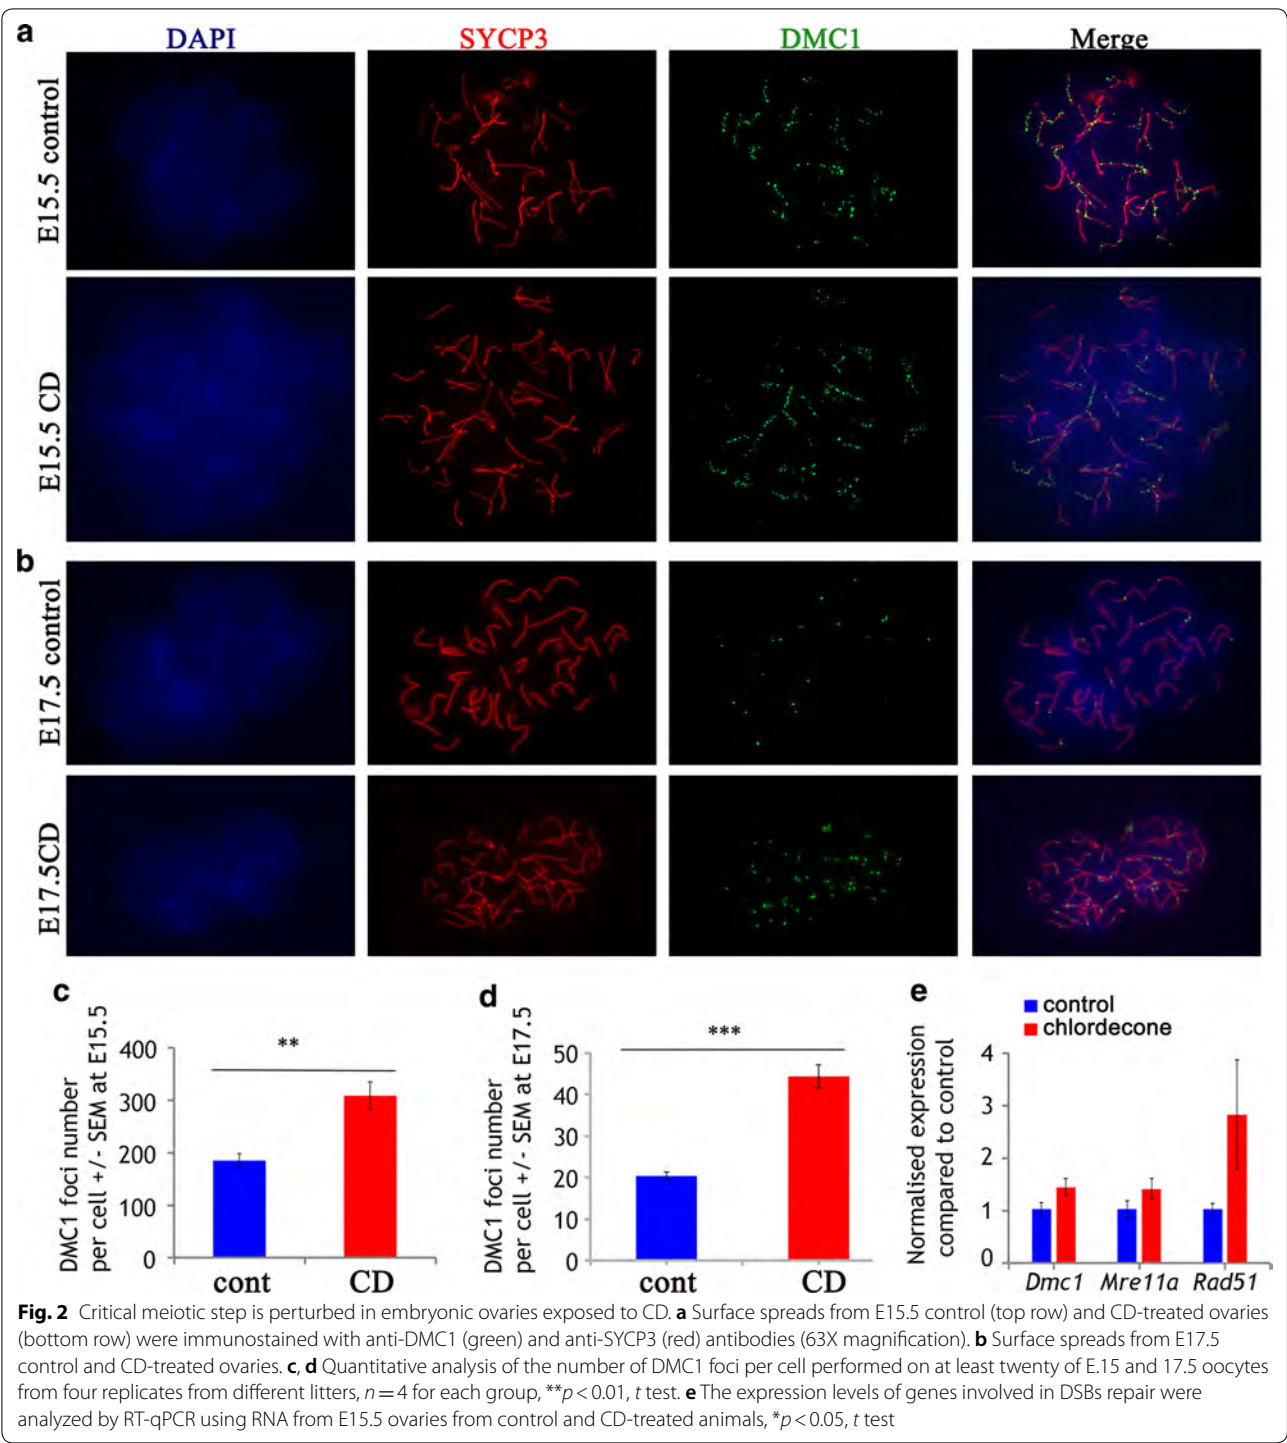 a
DAPI SYCP3 DMC1 Merge
E15.5 control
E15.5 CD
b
E17.5 control
E17.5CD
c
DMC1 foci number
per cell +/- SEM at E15.5
400
300
200
100
0
**
cont CD
d
DMC1 foci number
per cell +/- SEM at E17.5
50
40
30
20
10
0
***
cont CD
e
control
chlordecone
Normalised expression
compared to control
4
3
2
1
0
Dmc1 Mre11a Rad51
Fig. 2 Critical meiotic step is perturbed in embryonic ovaries exposed to CD. a Surface spreads from E15.5 control (top row) and CD-treated ovaries
(bottom row) were immunostained with anti-DMC1 (green) and anti-SYCP3 (red) antibodies (63X magnification). b Surface spreads from E17.5
control and CD-treated ovaries. c, d Quantitative analysis of the number of DMC1 foci per cell performed on at least twenty of E.15 and 17.5 oocytes
from four replicates from different litters, n = 4 for each group, **p < 0.01, t test. e The expression levels of genes involved in DSBs repair were
analyzed by RT-qPCR using RNA from E15.5 ovaries from control and CD-treated animals, *p < 0.05, t test